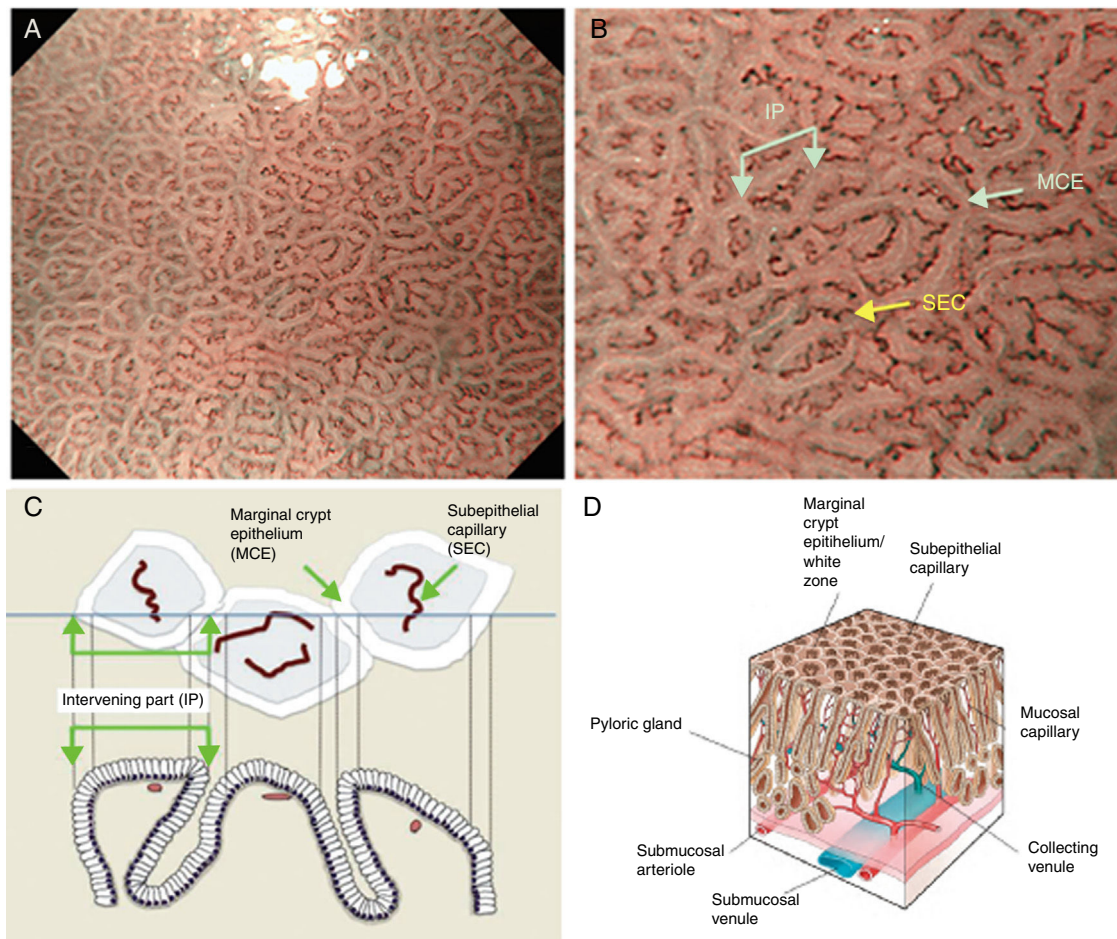 A
B
IP
MCE
SEC
C
Marginal crypt
epithelium
(MCE)
Subepithelial
capillary
(SEC)
Intervening part (IP)
D
Marginal crypt
epitihelium/
white
zone
Subepithelial
capillary
Pyloric gland
Mucosal
capillary
Submucosal
arteriole
Submucosal
venule
Collecting
venule